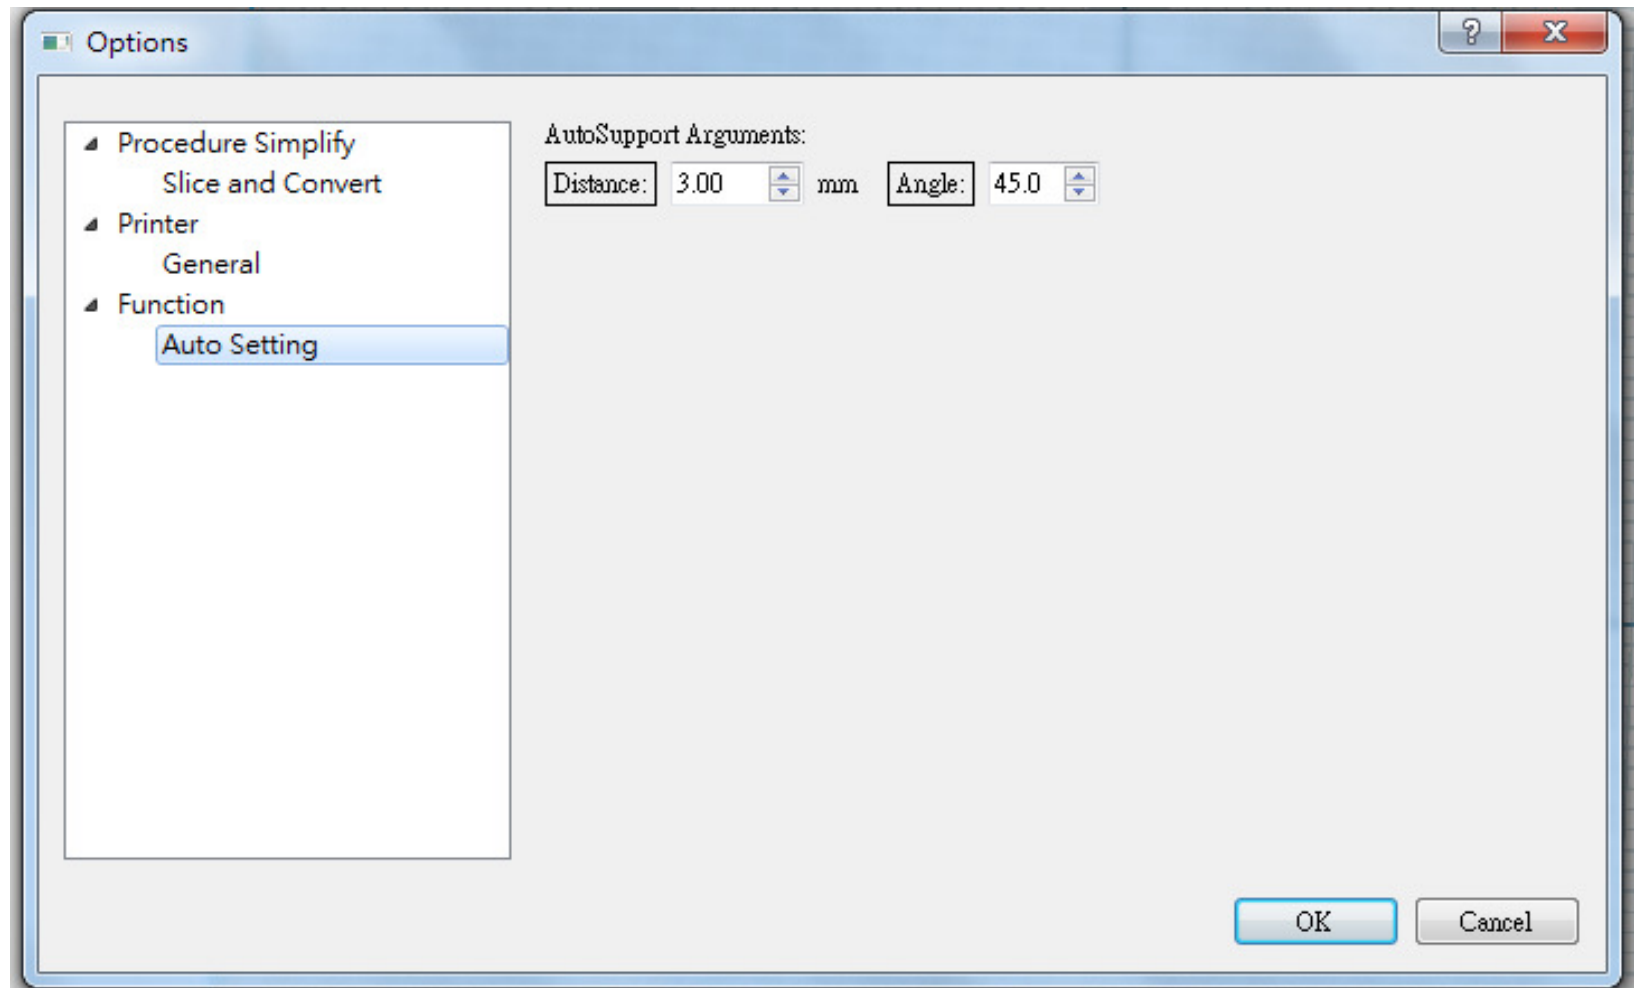 Options
Procedure Simplify
Slice and Convert
Printer
General
Function
Auto Setting
AutoSupport Arguments:
Distance: 3.00 mm Angle: 45.0
OK Cancel